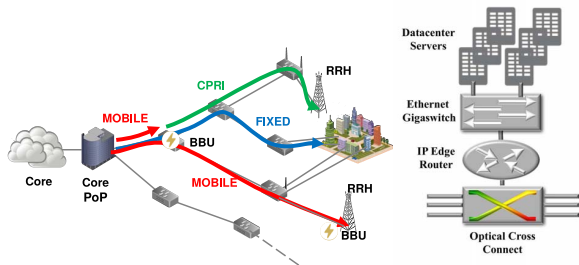 CPRI
RRH
MOBILE
FIXED
BBU
MOBILE
Core
Core
PoP
RRH
BBU
Datacenter
Servers
Ethernet
Gigaswitch
IP Edge
Router
Optical Cross
Connect